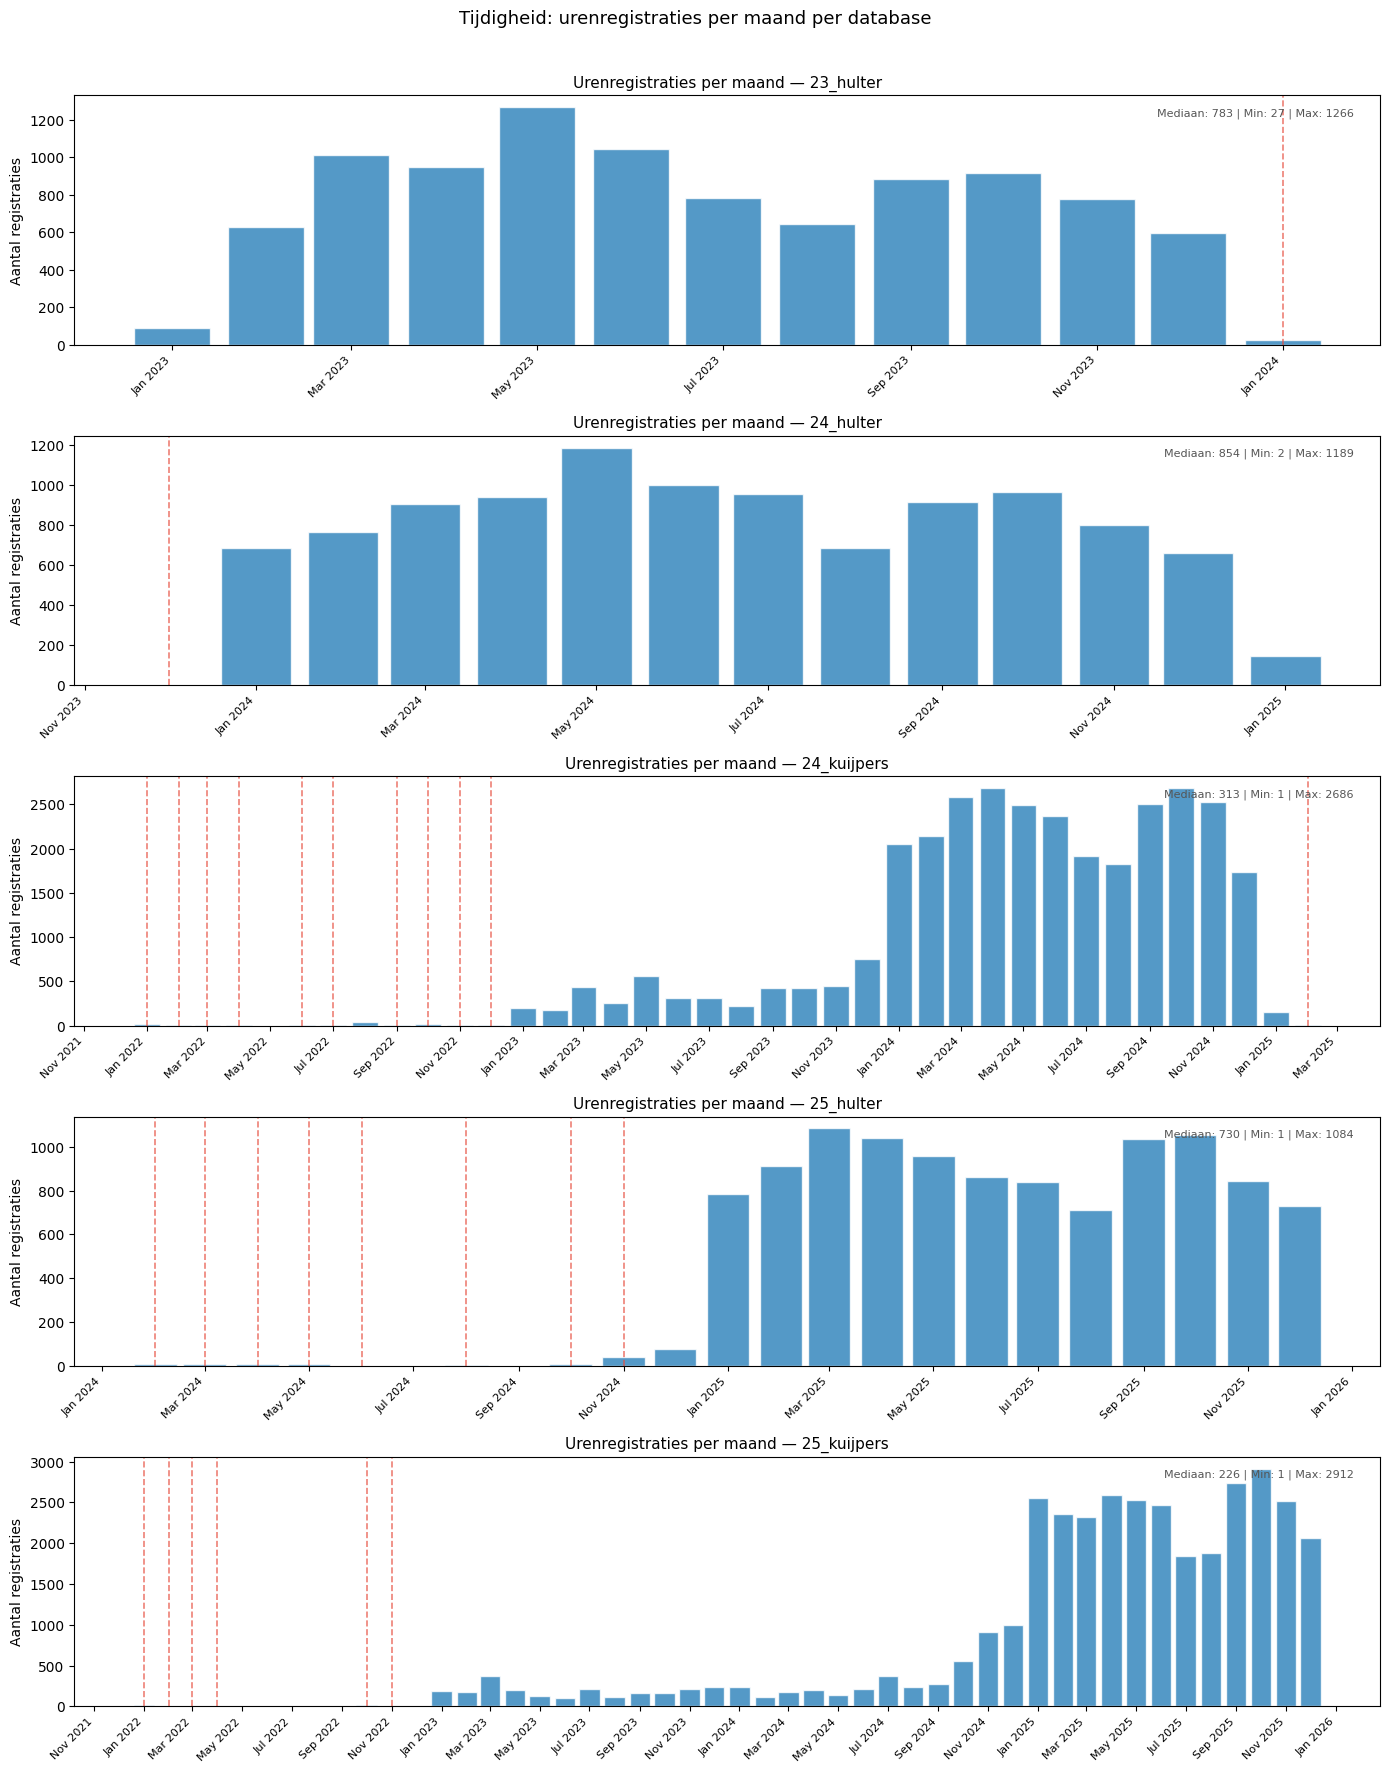 Tijdigheid: urenregistraties per maand per database
Urenregistraties per maand — 23_hulter
Mediaan: 783 | Min: 27 | Max: 1266
Aantal registraties
1200
1000
800
600
400
200
0
Jan 2023 Mar 2023 May 2023 Jul 2023 Sep 2023 Nov 2023 Jan 2024
Urenregistraties per maand — 24_hulter
Mediaan: 854 | Min: 2 | Max: 1189
Aantal registraties
1200
1000
800
600
400
200
0
Nov 2023 Jan 2024 Mar 2024 May 2024 Jul 2024 Sep 2024 Nov 2024 Jan 2025
Urenregistraties per maand — 24_kuijpers
Mediaan: 313 | Min: 1 | Max: 2686
Aantal registraties
2500
2000
1500
1000
500
0
Nov 2021 Jan 2022 Mar 2022 May 2022 Jul 2022 Sep 2022 Nov 2022 Jan 2023 Mar 2023 May 2023 Jul 2023 Sep 2023 Nov 2023 Jan 2024 Mar 2024 May 2024 Jul 2024 Sep 2024 Nov 2024 Jan 2025 Mar 2025
Urenregistraties per maand — 25_hulter
Mediaan: 730 | Min: 1 | Max: 1084
Aantal registraties
1000
800
600
400
200
0
Jan 2024 Mar 2024 May 2024 Jul 2024 Sep 2024 Nov 2024 Jan 2025 Mar 2025 May 2025 Jul 2025 Sep 2025 Nov 2025 Jan 2026
Urenregistraties per maand — 25_kuijpers
Mediaan: 226 | Min: 1 | Max: 2912
Aantal registraties
3000
2500
2000
1500
1000
500
0
Nov 2021 Jan 2022 Mar 2022 May 2022 Jul 2022 Sep 2022 Nov 2022 Jan 2023 Mar 2023 May 2023 Jul 2023 Sep 2023 Nov 2023 Jan 2024 Mar 2024 May 2024 Jul 2024 Sep 2024 Nov 2024 Jan 2025 Mar 2025 May 2025 Jul 2025 Sep 2025 Nov 2025 Jan 2026